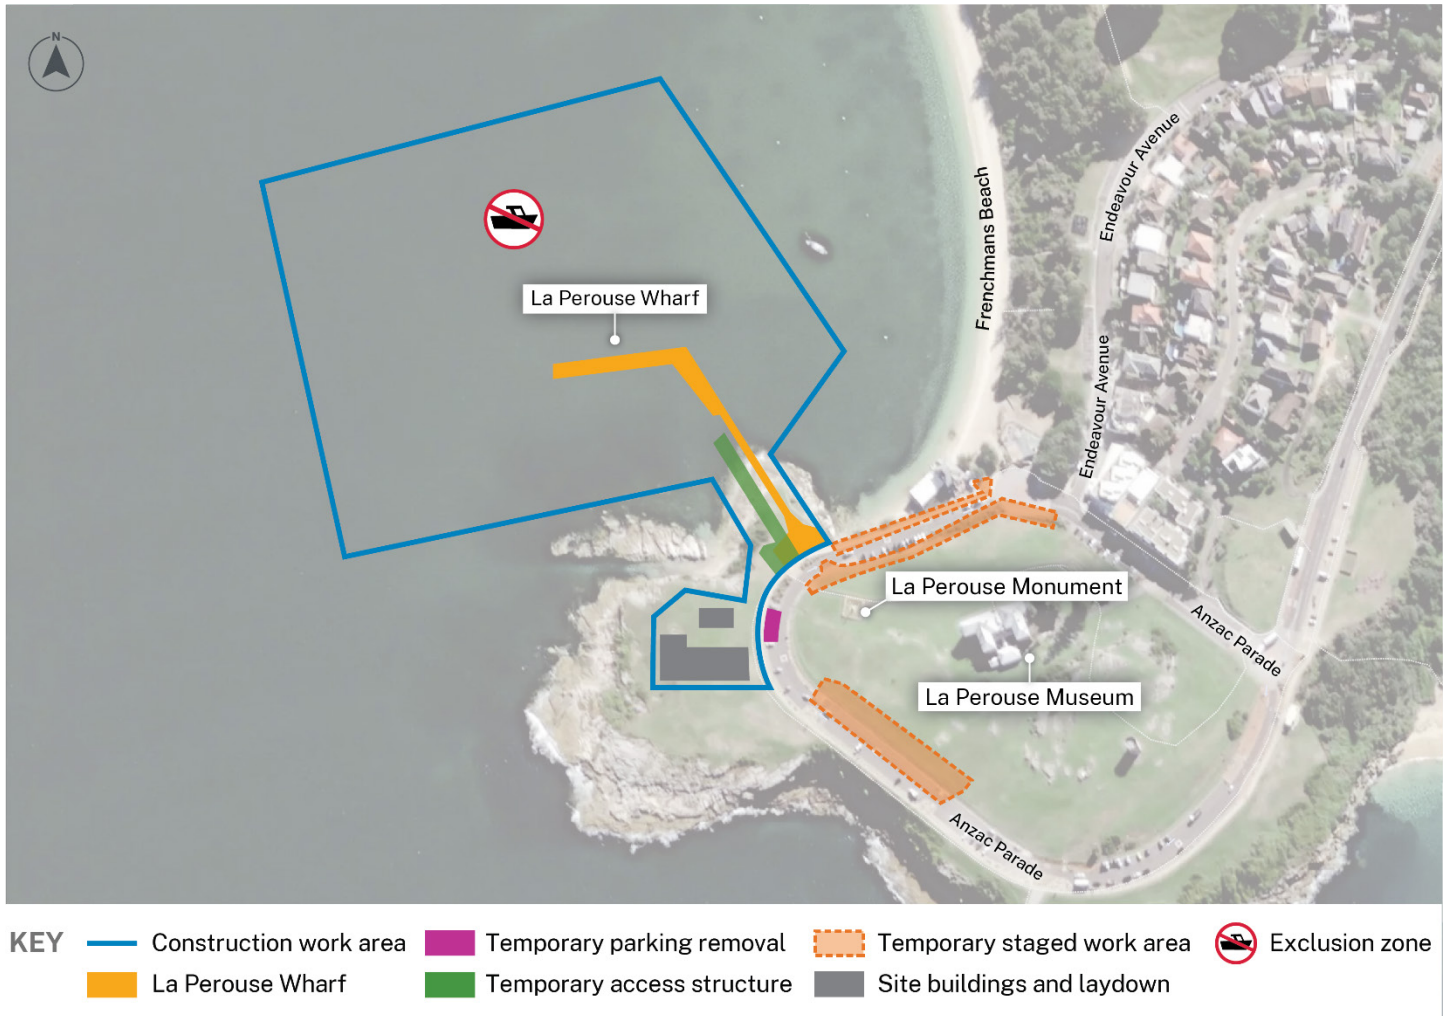 N
Endeavour Avenue
Frenchmans Beach
La Perouse Wharf
Endeavour Avenue
La Perouse Monument
Anzac Parade
La Perouse Museum
Anzac Parade
KEY
Construction work area
Temporary parking removal
Temporary staged work area
Exclusion zone
La Perouse Wharf
Temporary access structure
Site buildings and laydown